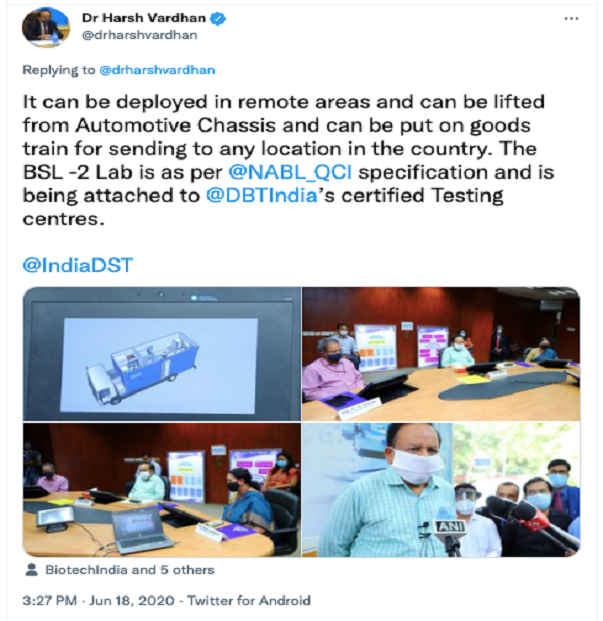 Dr Harsh Vardhan
@drharshvardhan
Replying to @drharshvardhan
It can be deployed in remote areas and can be lifted
from Automotive Chassis and can be put on goods
train for sending to any location in the country. The
BSL -2 Lab is as per @NABL_QCI specification and is
being attached to @DBTIndia's certified Testing
centres.
@IndiaDST
ANI
BiotechIndia and 5 others
3:27 PM · Jun 18, 2020 · Twitter for Android